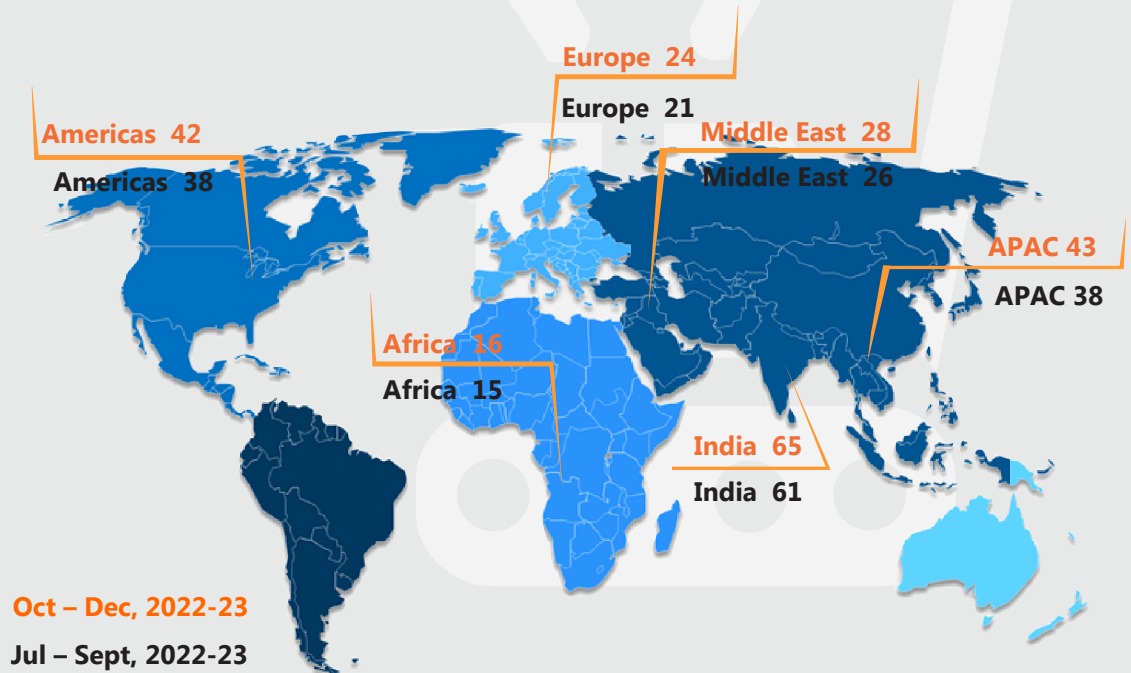 Europe 24
Europe 21
Americas 42
Americas 38
Middle East 28
Middle East 26
APAC 43
APAC 38
Africa 16
Africa 15
India 65
India 61
Oct – Dec, 2022-23
Jul – Sept, 2022-23